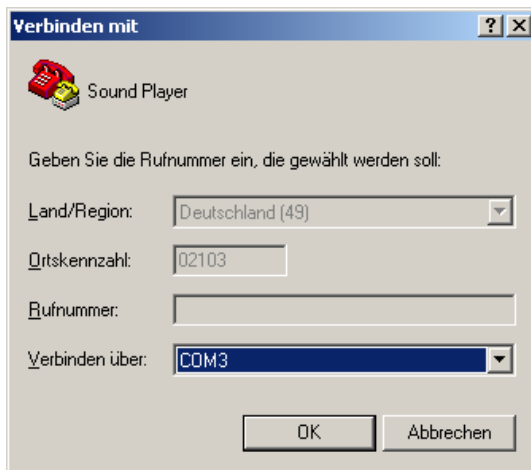 Verbinden mit
Sound Player
Geben Sie die Rufnummer ein, die gewählt werden soll:
Land/Region: Deutschland (49)
Ortskennzahl: 02103
Rufnummer:
Verbinden über: COM3
OK Abbrechen